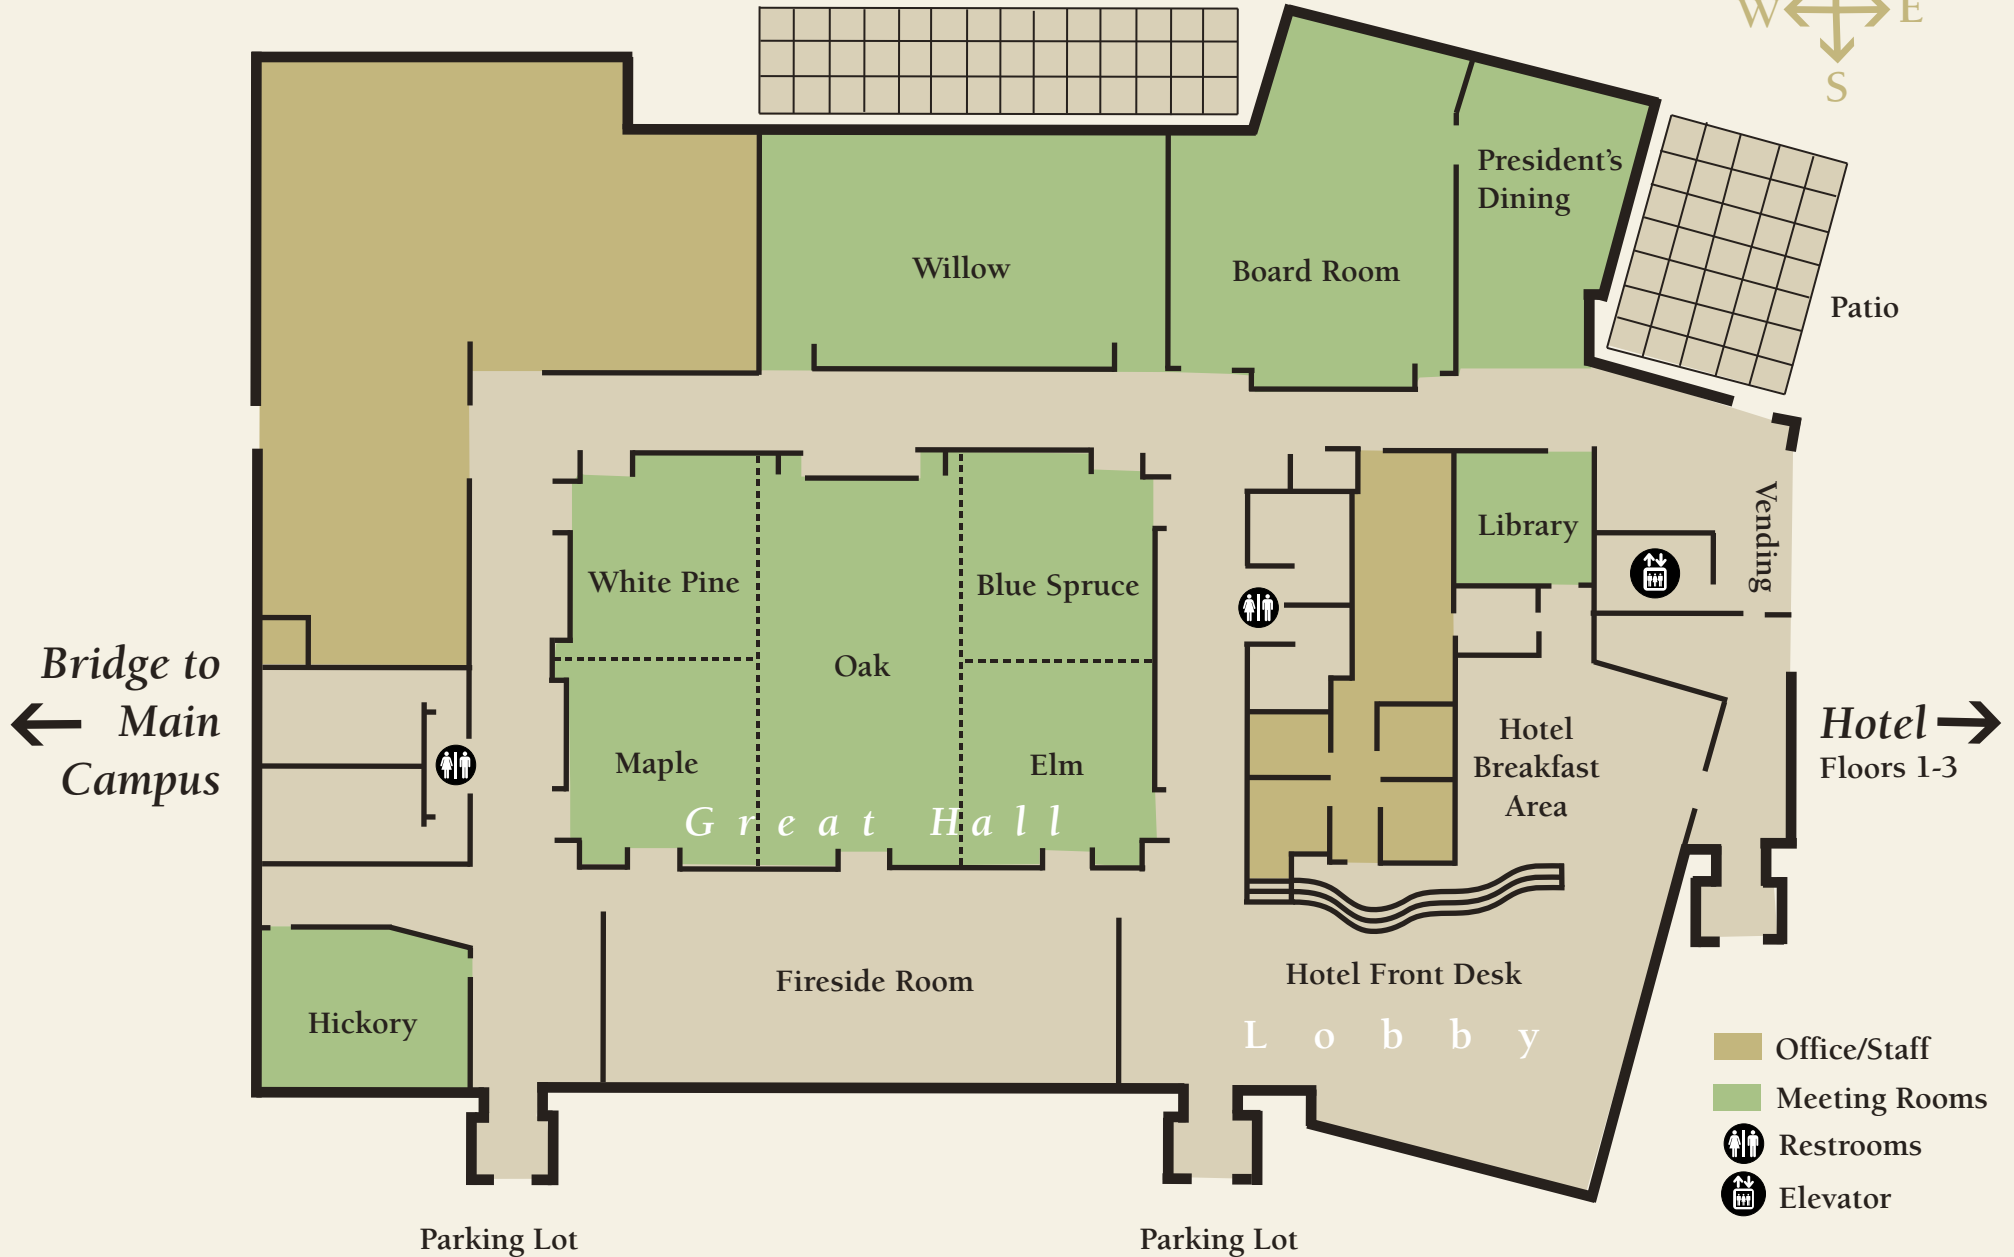 W E
S
President's
Dining
Willow
Board Room
Patio
Vending
Library
White Pine
Blue Spruce
Oak
Bridge to
Main
Campus
Hotel
Floors 1-3
Hotel
Breakfast
Area
Maple
Elm
Great Hall
Fireside Room
Hotel Front Desk
Hickory
Lobby
Office/Staff
Meeting Rooms
Restrooms
Elevator
Parking Lot
Parking Lot